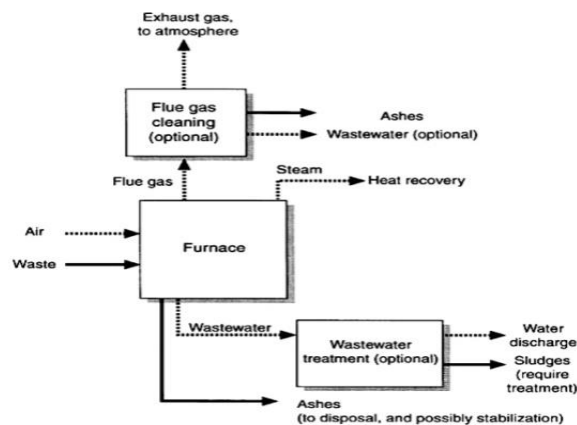 Exhaust gas,
to atmosphere
Flue gas
cleaning
(optional)
Ashes
Wastewater (optional)
Flue gas
Steam
Heat recovery
Air
Waste
Furnace
Wastewater
Wastewater
treatment (optional)
Water
discharge
Sludges
(require
treatment)
Ashes
(to disposal, and possibly stabilization)